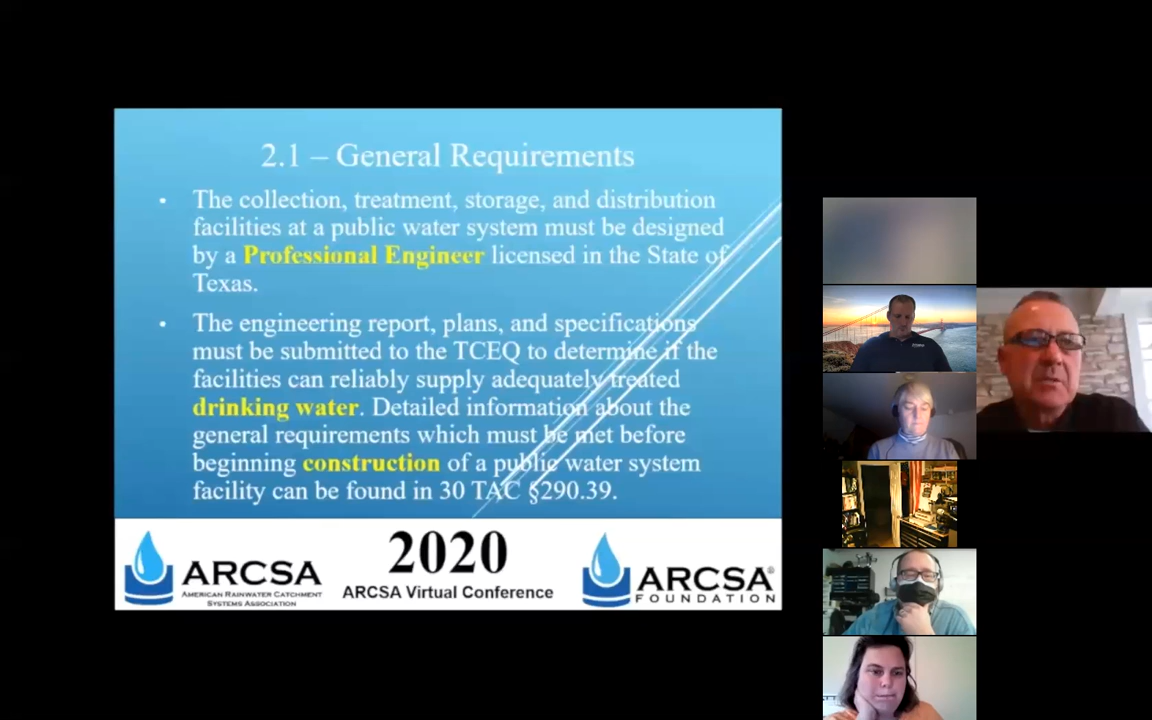 2.1 – General Requirements
• The collection, treatment, storage, and distribution
facilities at a public water system must be designed
by a Professional Engineer licensed in the State of
Texas.
• The engineering report, plans, and specifications
must be submitted to the TCEQ to determine if the
facilities can reliably supply adequately treated
drinking water. Detailed information about the
general requirements which must be met before
beginning construction of a public water system
facility can be found in 30 TAC §290.39.
ARCSA
AMERICAN RAINWATER CATCHMENT
SYSTEMS ASSOCIATION
2020
ARCSA Virtual Conference
ARCSA®
FOUNDATION